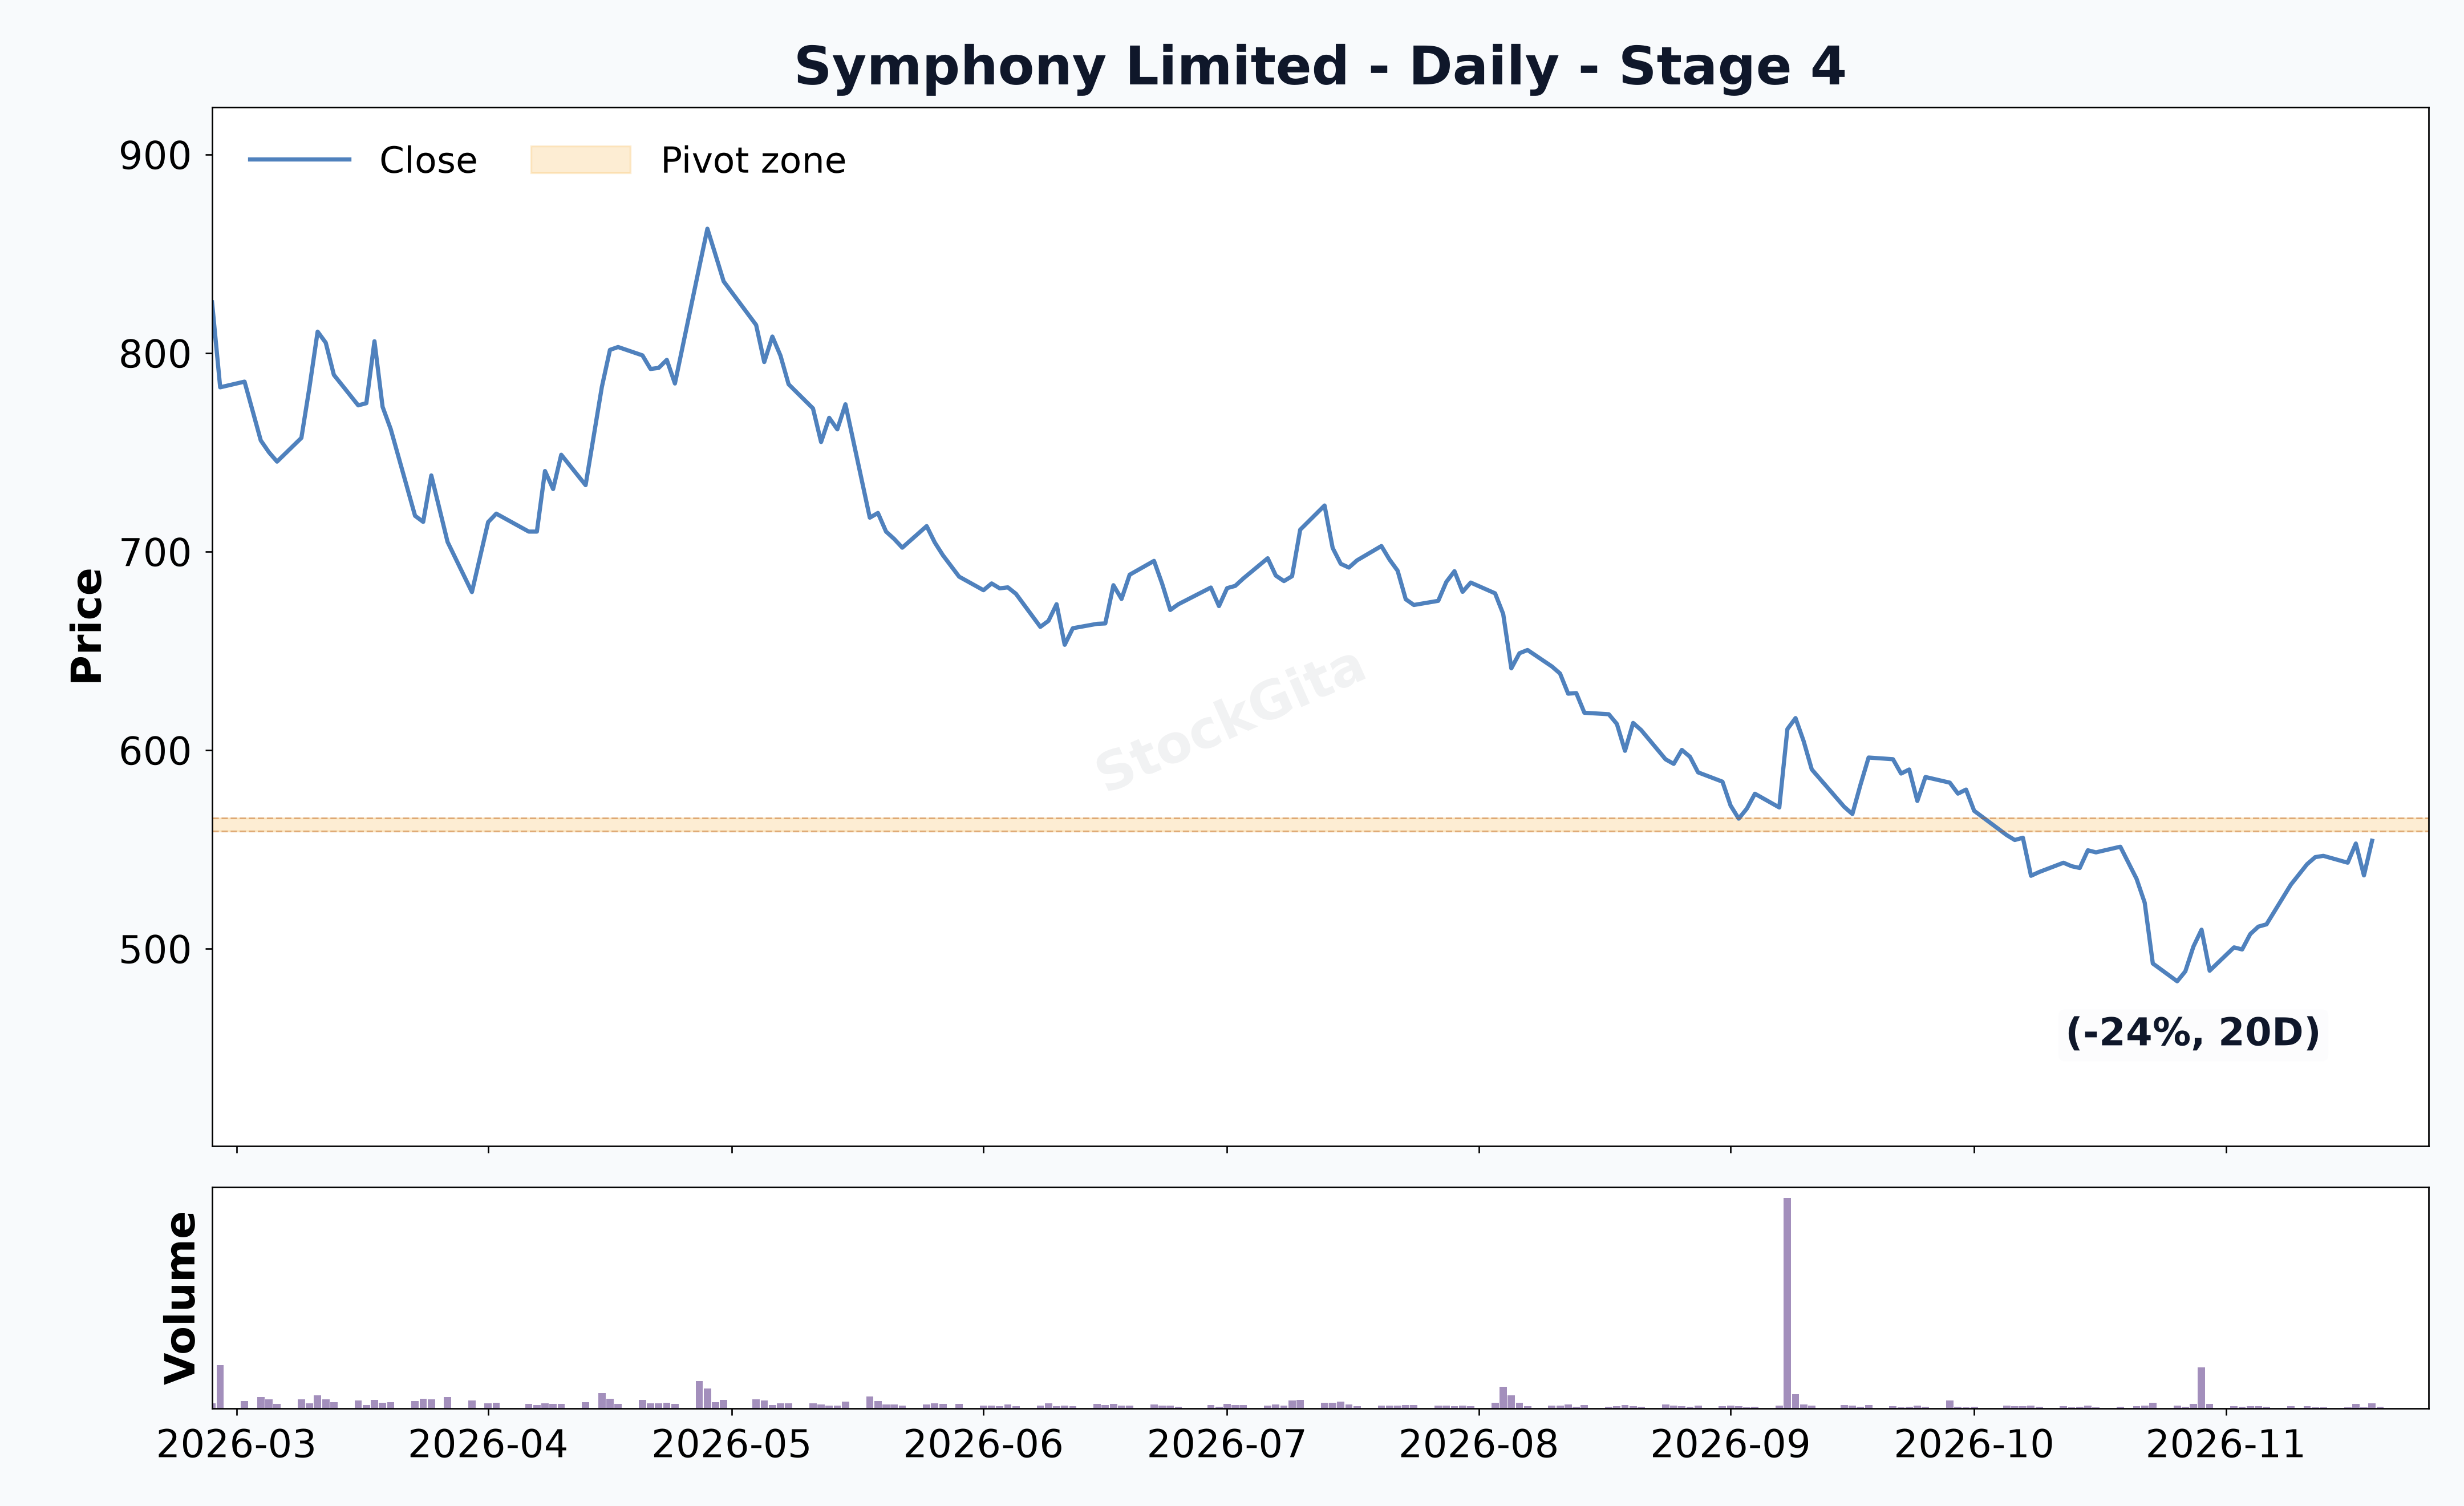 Symphony Limited - Daily - Stage 4
Close
Pivot zone
900
800
700
600
500
Price
StockGita
(-24%, 20D)
Volume
2026-03
2026-04
2026-05
2026-06
2026-07
2026-08
2026-09
2026-10
2026-11